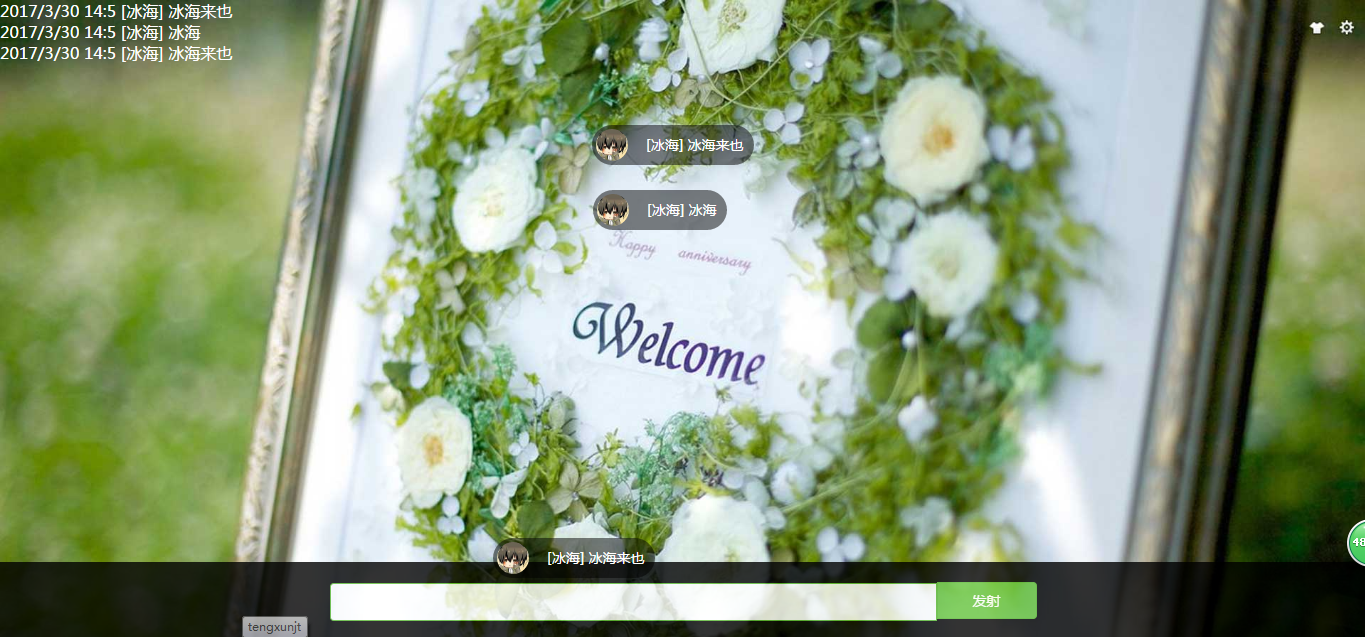 2017/3/30 14:5 [冰海] 冰海来也
2017/3/30 14:5 [冰海] 冰海
2017/3/30 14:5 [冰海] 冰海来也
[冰海] 冰海来也
[冰海] 冰海
Happy anniversary
Welcome
48
[冰海] 冰海来也
发射
tengxunjt